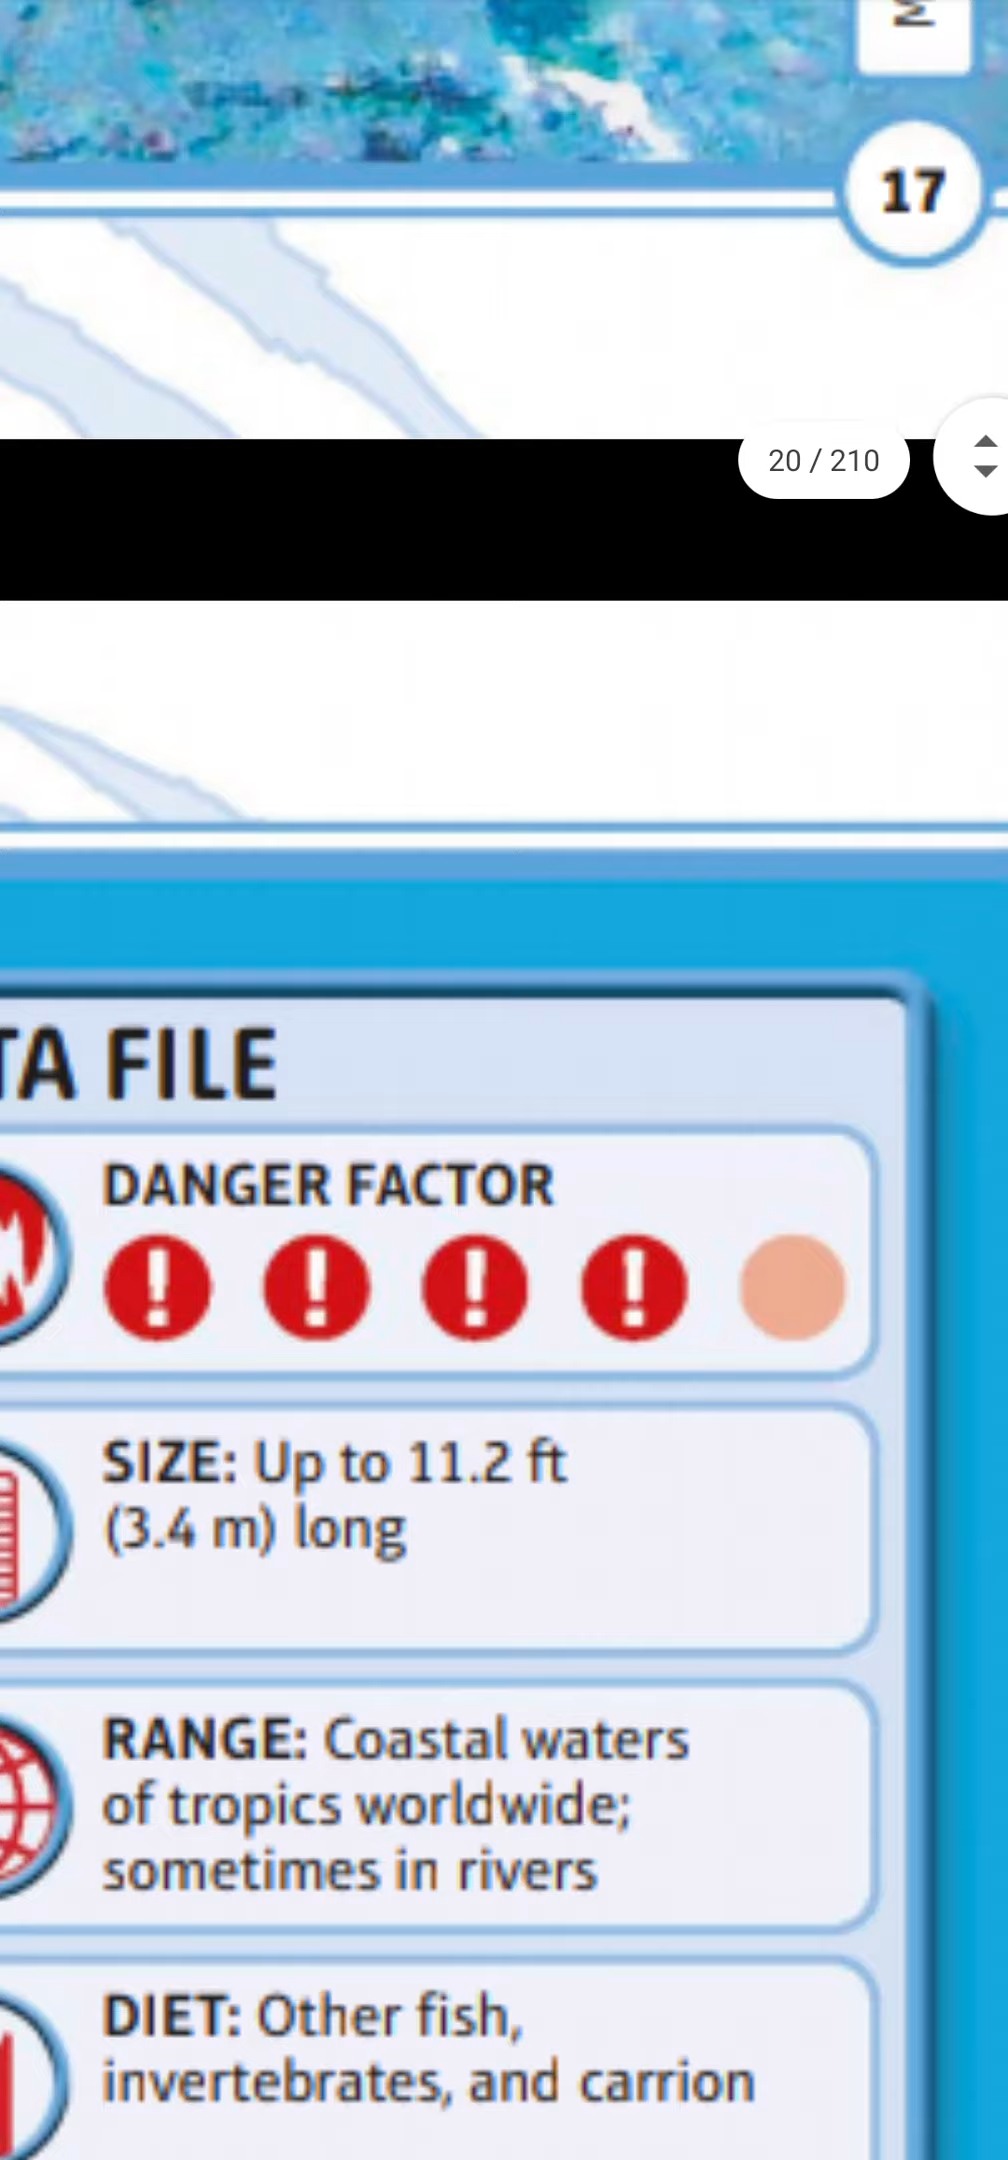 17
20 / 210
TA FILE
DANGER FACTOR
! ! ! !
SIZE: Up to 11.2 ft
(3.4 m) long
RANGE: Coastal waters
of tropics worldwide;
sometimes in rivers
DIET: Other fish,
invertebrates, and carrion